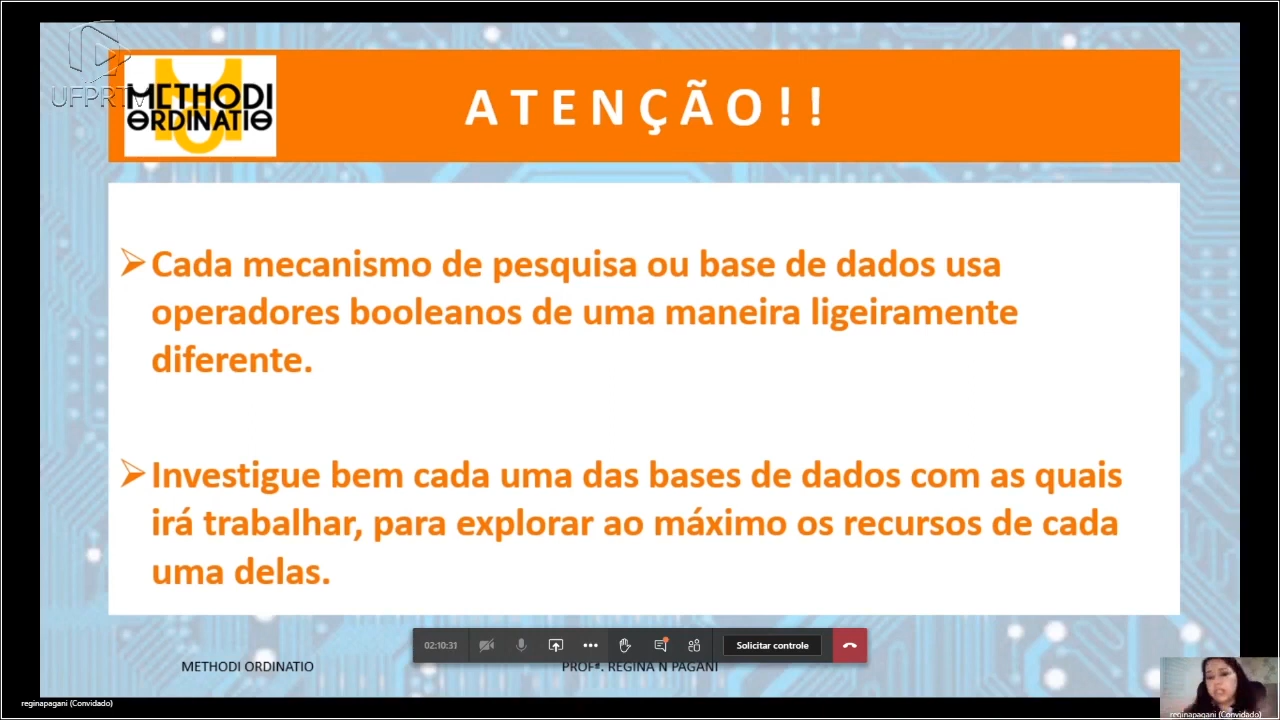 UFPRTV
METHODI
ORDINATIO
ATENÇÃO!!
Cada mecanismo de pesquisa ou base de dados usa
operadores booleanos de uma maneira ligeiramente
diferente.
Investigue bem cada uma das bases de dados com as quais
irá trabalhar, para explorar ao máximo os recursos de cada
uma delas.
02:10:31
Solicitar controle
METHODI ORDINATIO
PROFª. REGINA N PAGANI
reginapagani (Convidado)
reginapagani (Convidado)